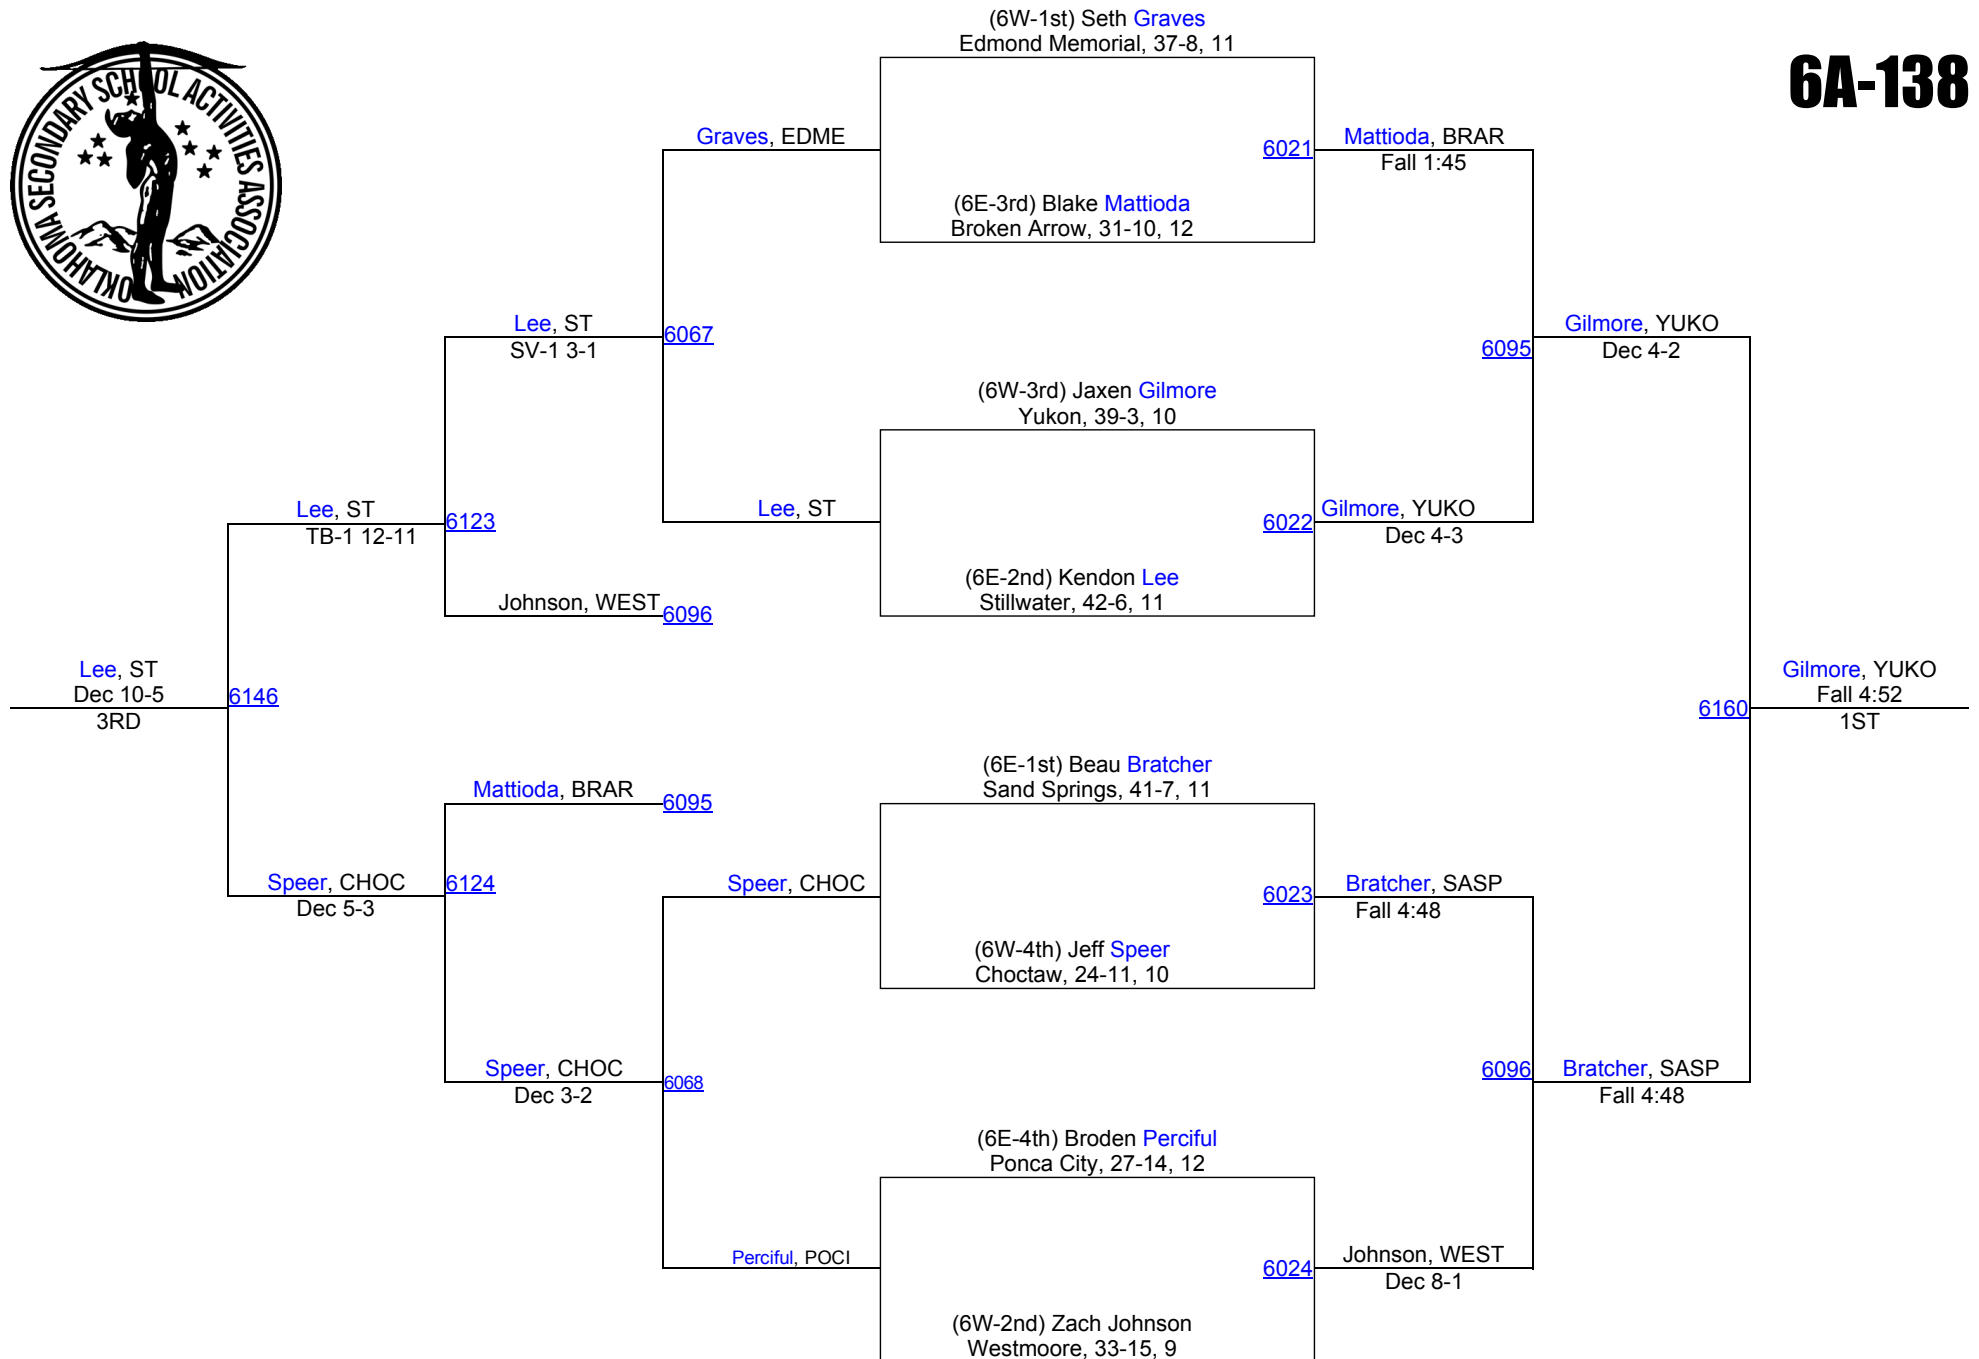 OKLAHOMA SECONDARY SCHOOL ACTIVITIES ASSOCIATION
6A-138
(6W-1st) Seth Graves
Edmond Memorial, 37-8, 11
Graves, EDME
6021
Mattioda, BRAR
Fall 1:45
(6E-3rd) Blake Mattioda
Broken Arrow, 31-10, 12
Lee, ST
SV-1 3-1
6067
6095
Gilmore, YUKO
Dec 4-2
(6W-3rd) Jaxen Gilmore
Yukon, 39-3, 10
Lee, ST
TB-1 12-11
6123
Lee, ST
6022
Gilmore, YUKO
Dec 4-3
(6E-2nd) Kendon Lee
Stillwater, 42-6, 11
Johnson, WEST
6096
Lee, ST
Dec 10-5
3RD
6146
6160
Gilmore, YUKO
Fall 4:52
1ST
Mattioda, BRAR
6095
(6E-1st) Beau Bratcher
Sand Springs, 41-7, 11
Speer, CHOC
Dec 5-3
6124
Speer, CHOC
6023
Bratcher, SASP
Fall 4:48
(6W-4th) Jeff Speer
Choctaw, 24-11, 10
Speer, CHOC
Dec 3-2
6068
6096
Bratcher, SASP
Fall 4:48
(6E-4th) Broden Perciful
Ponca City, 27-14, 12
Perciful, POCI
6024
Johnson, WEST
Dec 8-1
(6W-2nd) Zach Johnson
Westmoore, 33-15, 9